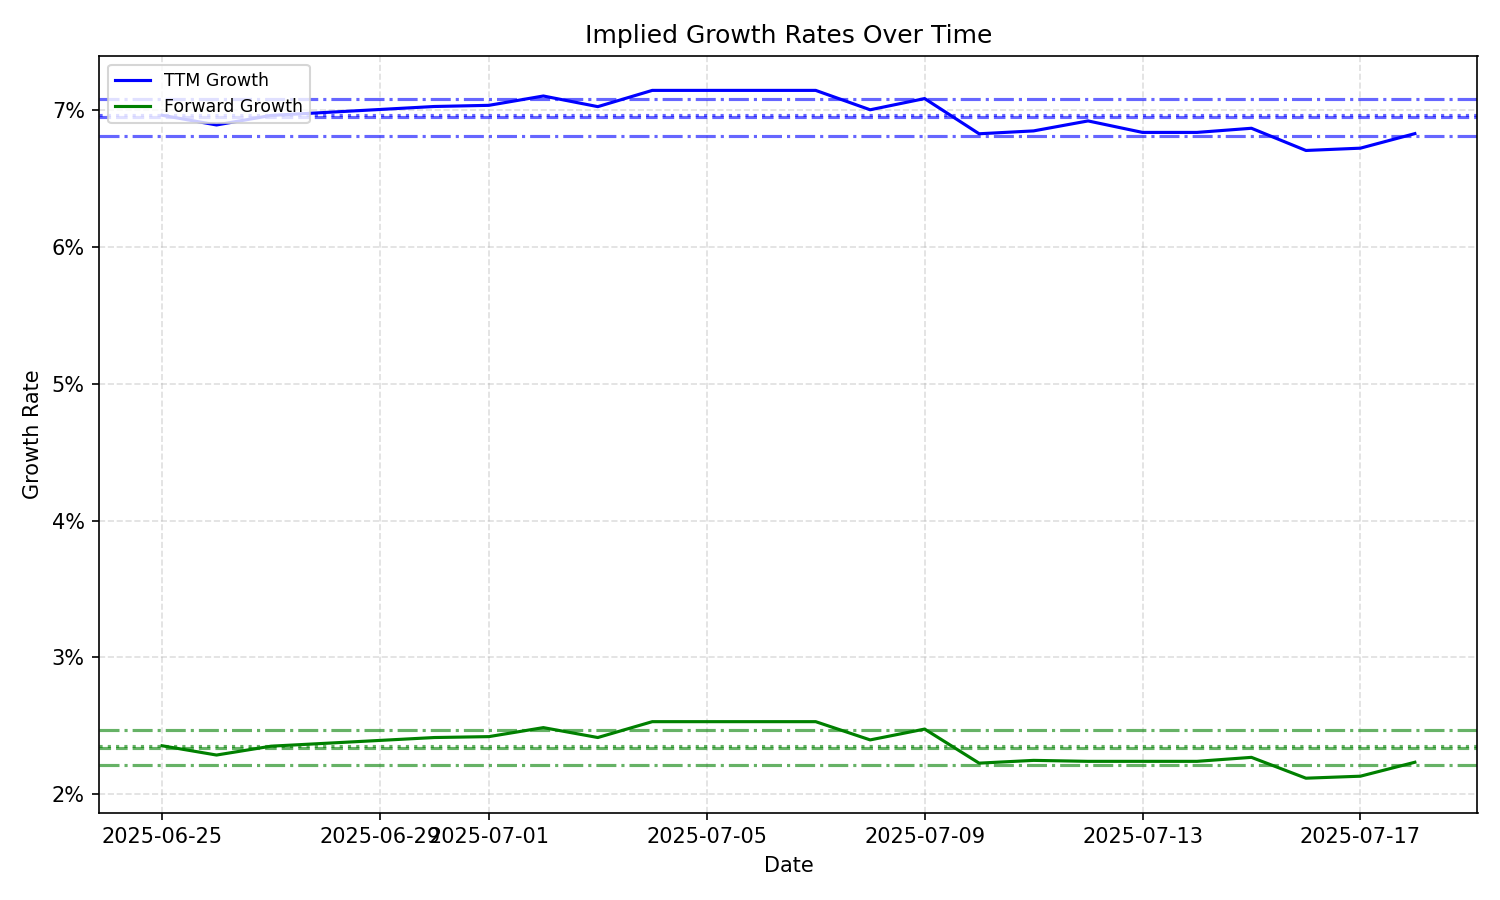 Implied Growth Rates Over Time
TTM Growth
Forward Growth
7%
6%
5%
4%
3%
2%
Growth Rate
2025-06-25
2025-06-29
2025-07-01
2025-07-05
2025-07-09
2025-07-13
2025-07-17
Date